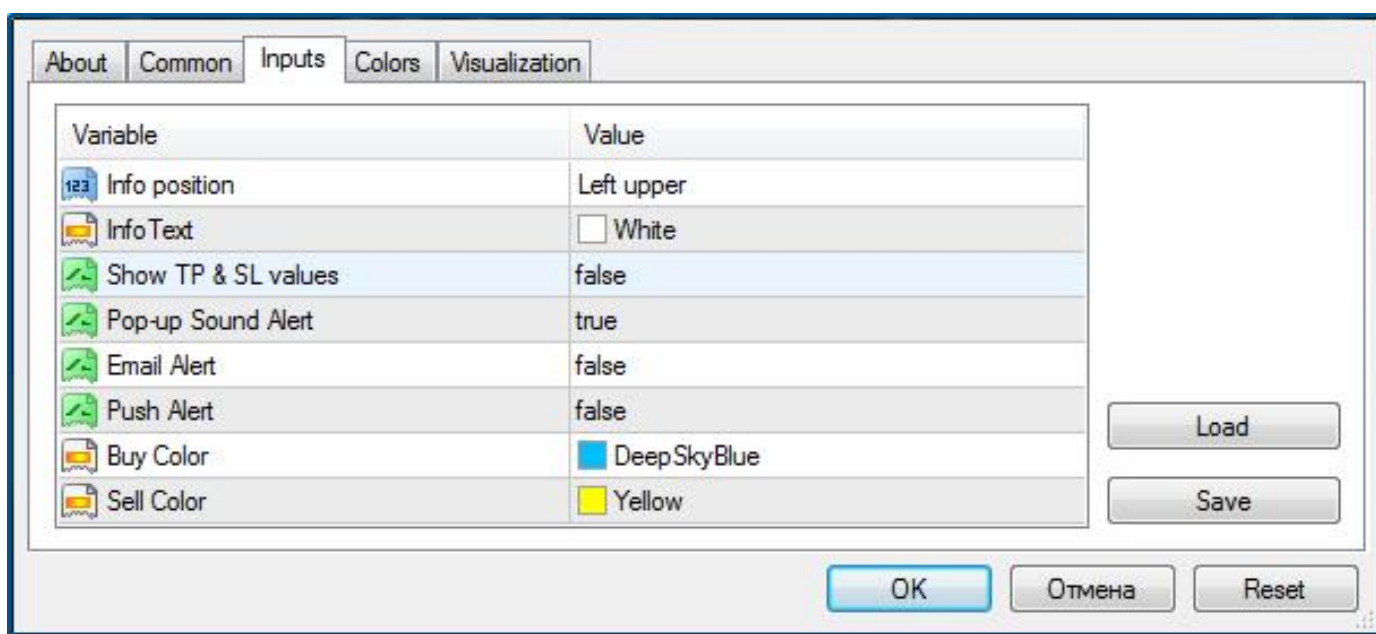 About Common Inputs Colors Visualization
Variable Value
123 Info position Left upper
InfoText White
Show TP & SL values false
Pop-up Sound Alert true
Email Alert false
Push Alert false
Load
Buy Color DeepSkyBlue
Sell Color Yellow
Save
OK Отмена Reset